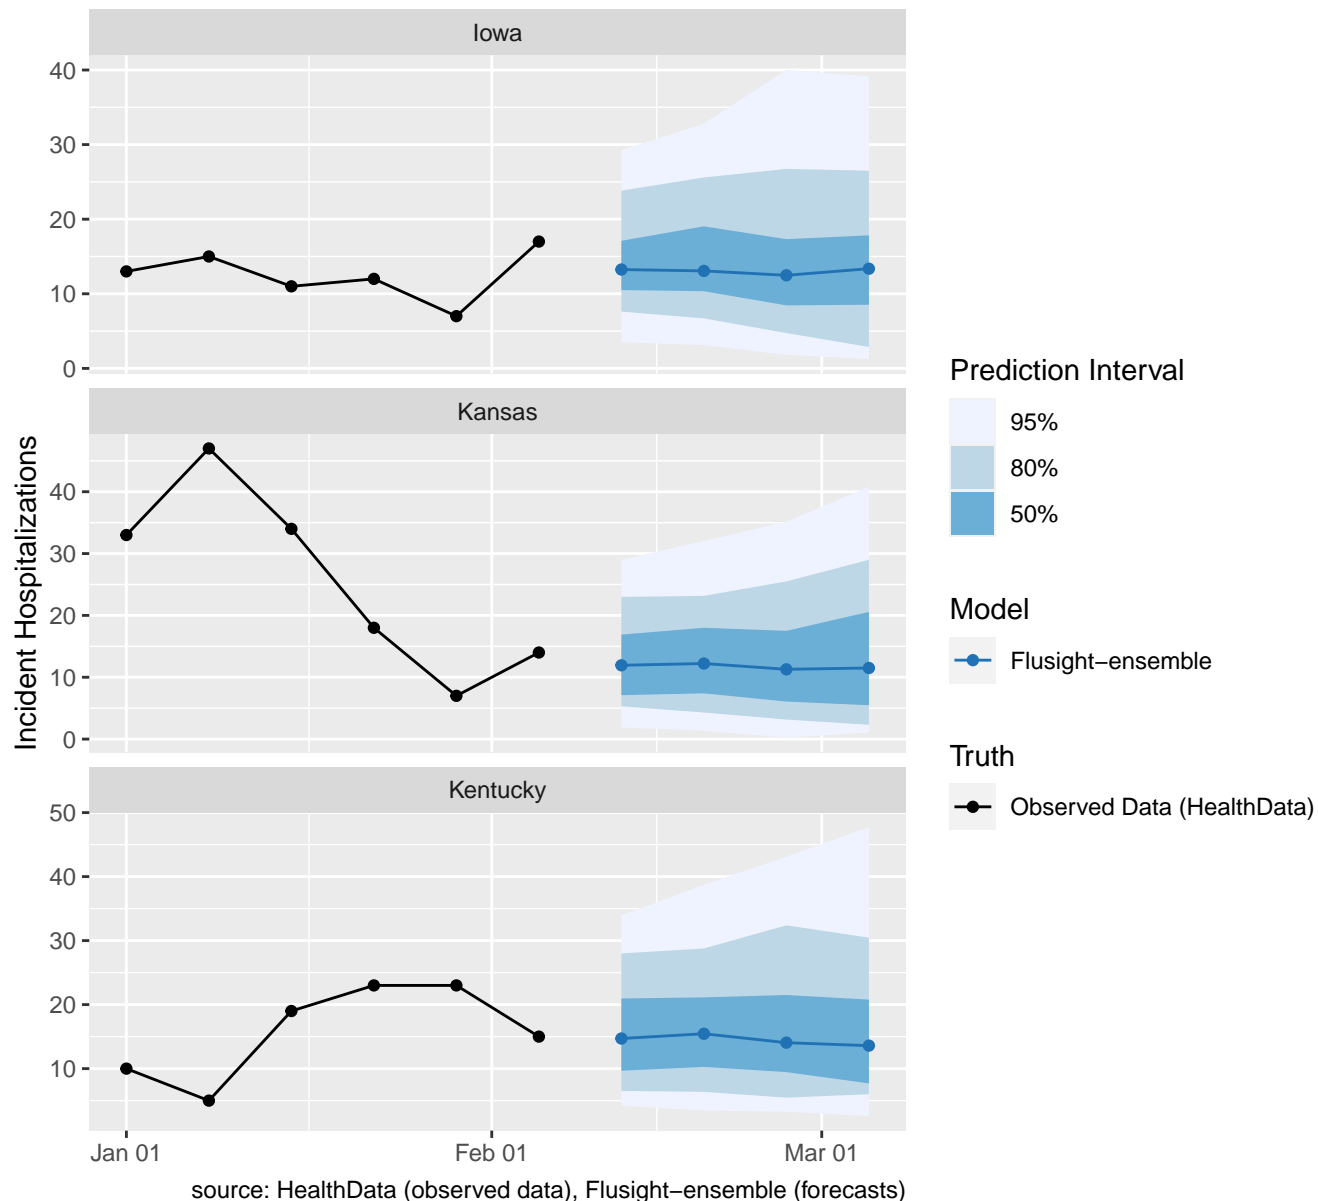 Iowa
40
30
20
10
0
Kansas
40
30
20
10
0
Kentucky
50
40
30
20
10
Jan 01
Feb 01
Mar 01
Incident Hospitalizations
source: HealthData (observed data), Flusight−ensemble (forecasts)
Prediction Interval
95%
80%
50%
Model
Flusight−ensemble
Truth
Observed Data (HealthData)